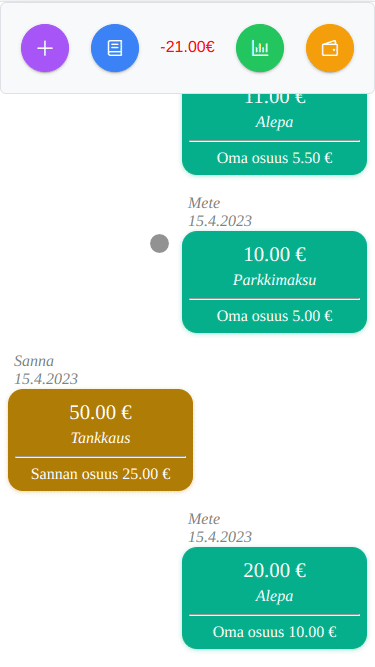 -21.00€
11.00 €
Alepa
Oma osuus 5.50 €
Mete
15.4.2023
10.00 €
Parkkimaksu
Oma osuus 5.00 €
Sanna
15.4.2023
50.00 €
Tankkaus
Sannan osuus 25.00 €
Mete
15.4.2023
20.00 €
Alepa
Oma osuus 10.00 €